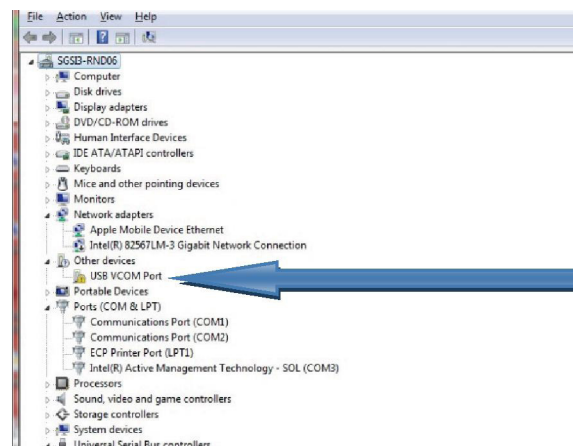 File Action View Help
SGSI3-RND06
Computer
Disk drives
Display adapters
DVD/CD-ROM drives
Human Interface Devices
IDE ATA/ATAPI controllers
Keyboards
Mice and other pointing devices
Monitors
Network adapters
Apple Mobile Device Ethernet
Intel(R) 82567LM-3 Gigabit Network Connection
Other devices
USB VCOM Port
Portable Devices
Ports (COM & LPT)
Communications Port (COM1)
Communications Port (COM2)
ECP Printer Port (LPT1)
Intel(R) Active Management Technology - SOL (COM3)
Processors
Sound, video and game controllers
Storage controllers
System devices
Universal Serial Bus controllers